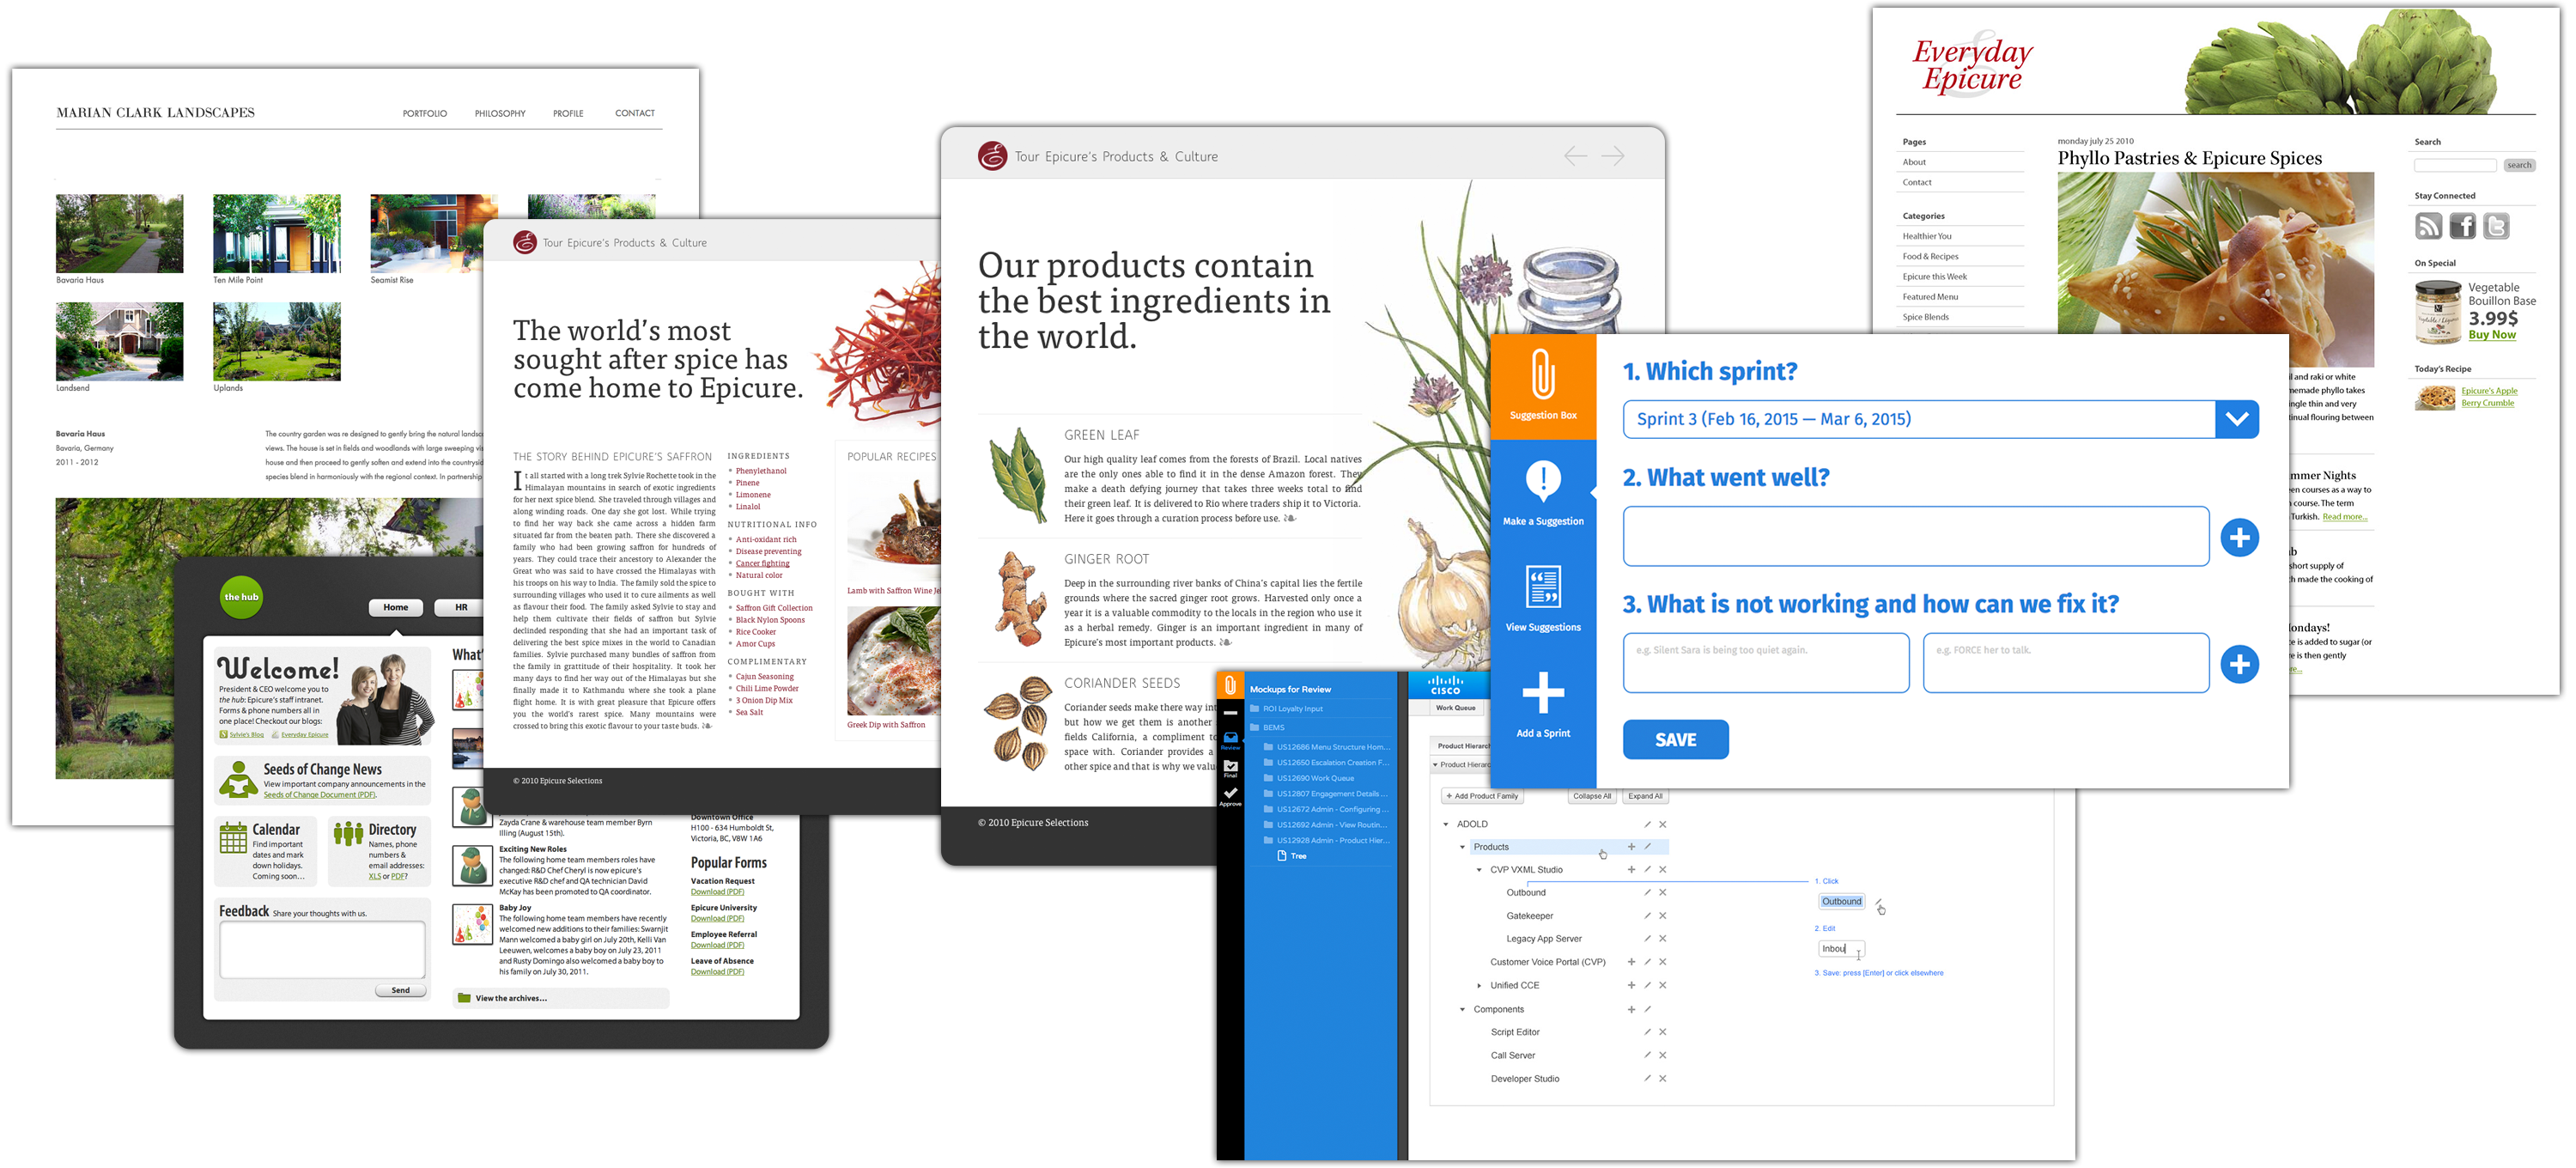 MARIAN CLARK LANDSCAPES
PORTFOLIO
PHILOSOPHY
PROFILE
CONTACT
Bavaria Haus
Ten Mile Point
Seamist Rise
Landsend
Uplands
Bavaria Haus
Bavaria, Germany
2011 - 2012
The country garden was re designed to gently bring the natural landsc
views. The house is set in fields and woodlands with large sweeping vi
house and then proceed to gently soften and extend into the countrysid
species blend in harmoniously with the regional context. In partnership
the hub
Home
HR
Welcome!
President & CEO welcome you to
the hub: Epicure's staff intranet.
Forms & phone numbers all in
one place! Checkout our blogs:
Sylvie's Blog
Everyday Epicure
Seeds of Change News
View important company announcements in the
Seeds of Change Document (PDF).
Calendar
Find important
dates and mark
down holidays.
Coming soon...
Directory
Names, phone
numbers &
email addresses:
XLS or PDF?
Feedback Share your thoughts with us.
Send
What'
Zayda Crane & warehouse team member Byrn
Illing (August 15th).
Exciting New Roles
The following home team members roles have
changed: R&D Chef Cheryl is now epicure's
executive R&D chef and QA technician David
McKay has been promoted to QA coordinator.
Baby Joy
The following home team members have recently
welcomed new additions to their families: Swarnjit
Mann welcomed a baby girl on July 20th, Kelli Van
Leeuwen, welcomes a baby boy on July 23, 2011
and Rusty Domingo also welcomed a baby boy to
his family on July 30, 2011.
View the archives...
Downtown Office
H100 - 634 Humboldt St,
Victoria, BC, V8W 1A6
Popular Forms
Vacation Request
Download (PDF)
Epicure University
Download (PDF)
Employee Referral
Download (PDF)
Leave of Absence
Download (PDF)
Tour Epicure's Products & Culture
The world's most
sought after spice has
come home to Epicure.
THE STORY BEHIND EPICURE'S SAFFRON
It all started with a long trek Sylvie Rochette took in the
Himalayan mountains in search of exotic ingredients
for her next spice blend. She traveled through villages and
along winding roads. One day she got lost. While trying
to find her way back she came across a hidden farm
situated far from the beaten path. There she discovered a
family who had been growing saffron for hundreds of
years. They could trace their ancestory to Alexander the
Great who was said to have crossed the Himalayas with
his troops on his way to India. The family sold the spice to
surrounding villages who used it to cure ailments as well
as flavour their food. The family asked Sylvie to stay and
help them cultivate their fields of saffron but Sylvie
declinded responding that she had an important task of
delivering the best spice mixes in the world to Canadian
families. Sylvie purchased many bundles of saffron from
the family in grattitude of their hospitality. It took her
many days to find her way out of the Himalayas but she
finally made it to Kathmandu where she took a plane
flight home. It is with great pleasure that Epicure offers
you the world's rarest spice. Many mountains were
crossed to bring this exotic flavour to your taste buds.
INGREDIENTS
Phenylethanol
Pinene
Limonene
Linalol
NUTRITIONAL INFO
Anti-oxidant rich
Disease preventing
Cancer fighting
Natural color
BOUGHT WITH
Saffron Gift Collection
Black Nylon Spoons
Rice Cooker
Amor Cups
COMPLIMENTARY
Cajun Seasoning
Chili Lime Powder
3 Onion Dip Mix
Sea Salt
POPULAR RECIPES
Lamb with Saffron Wine Je
Greek Dip with Saffron
© 2010 Epicure Selections
Tour Epicure's Products & Culture
Our products contain
the best ingredients in
the world.
GREEN LEAF
Our high quality leaf comes from the forests of Brazil. Local natives
are the only ones able to find it in the dense Amazon forest. They
make a death defying journey that takes three weeks total to find
their green leaf. It is delivered to Rio where traders ship it to Victoria.
Here it goes through a curation process before use.
GINGER ROOT
Deep in the surrounding river banks of China's capital lies the fertile
grounds where the sacred ginger root grows. Harvested only once a
year it is a valuable commodity to the locals in the region who use it
as a herbal remedy. Ginger is an important ingredient in many of
Epicure's most important products.
CORIANDER SEEDS
Coriander seeds make there way int
but how we get them is another
fields California, a compliment to
space with. Coriander provides a
other spice and that is why we valu
© 2010 Epicure Selections
Review
Final
Approve
Mockups for Review
ROI Loyalty Input
BEMS
US12686 Menu Structure Hom...
US12650 Escalation Creation F...
US12690 Work Queue
US12807 Engagement Details ...
US12672 Admin - Configuring ...
US12692 Admin - View Routin...
US12928 Admin - Product Hier...
Tree
CISCO
Work Queue
Product Hierarch
Product Hierarc
+ Add Product Family
Collapse All
Expand All
ADOLD
Products
CVP VXML Studio
Outbound
Gatekeeper
Legacy App Server
Customer Voice Portal (CVP)
Unified CCE
Components
Script Editor
Call Server
Developer Studio
1. Click
Outbound
2. Edit
Inbou
3. Save: press [Enter] or click elsewhere
Suggestion Box
Make a Suggestion
View Suggestions
Add a Sprint
1. Which sprint?
Sprint 3 (Feb 16, 2015 — Mar 6, 2015)
2. What went well?
3. What is not working and how can we fix it?
e.g. Silent Sara is being too quiet again.
e.g. FORCE her to talk.
SAVE
Everyday
Epicure
Pages
About
Contact
Categories
Healthier You
Food & Recipes
Epicure this Week
Featured Menu
Spice Blends
monday july 25 2010
Phyllo Pastries & Epicure Spices
il and raki or white
memade phyllo takes
ingle thin and very
tinual flouring between
mmer Nights
en courses as a way to
course. The term
Turkish. Read more...
short supply of
h made the cooking of
ondays!
e is added to sugar (or
re is then gently
re...
Search
search
Stay Connected
On Special
Vegetable
Bouillon Base
3.99$
Buy Now
Today's Recipe
Epicure's Apple
Berry Crumble